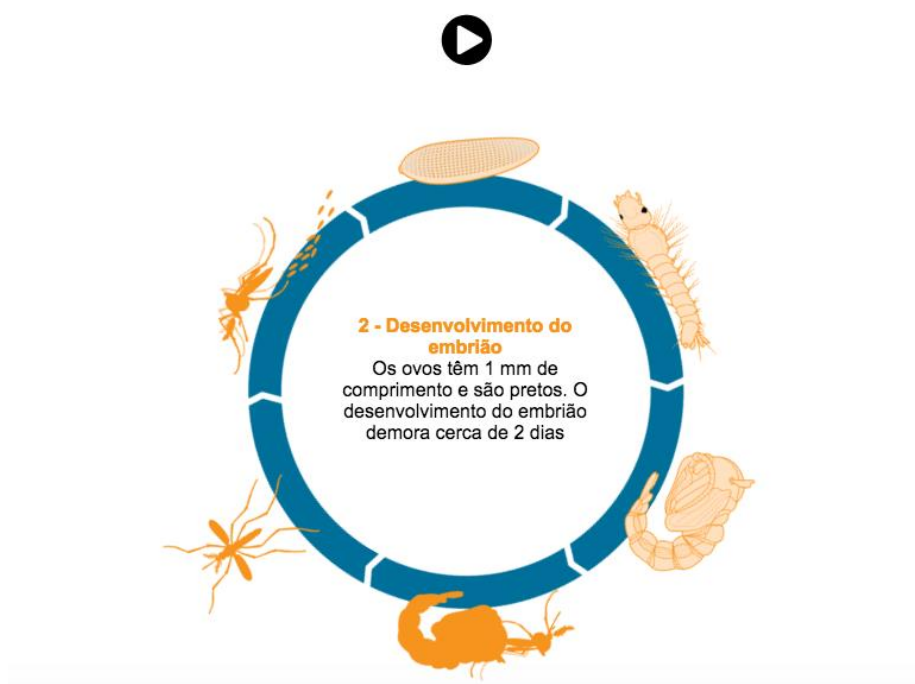 2 - Desenvolvimento do
embrião
Os ovos têm 1 mm de
comprimento e são pretos. O
desenvolvimento do embrião
demora cerca de 2 dias